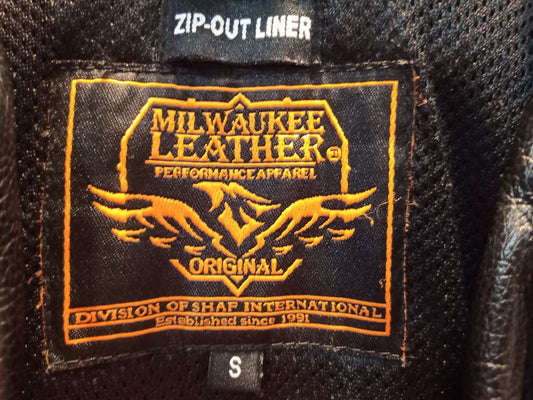 ZIP-OUT LINER
MILWAUKEE
LEATHER®
PERFORMANCE APPAREL
ORIGINAL
DIVISION OF SHAF INTERNATIONAL
Established since 1991
S